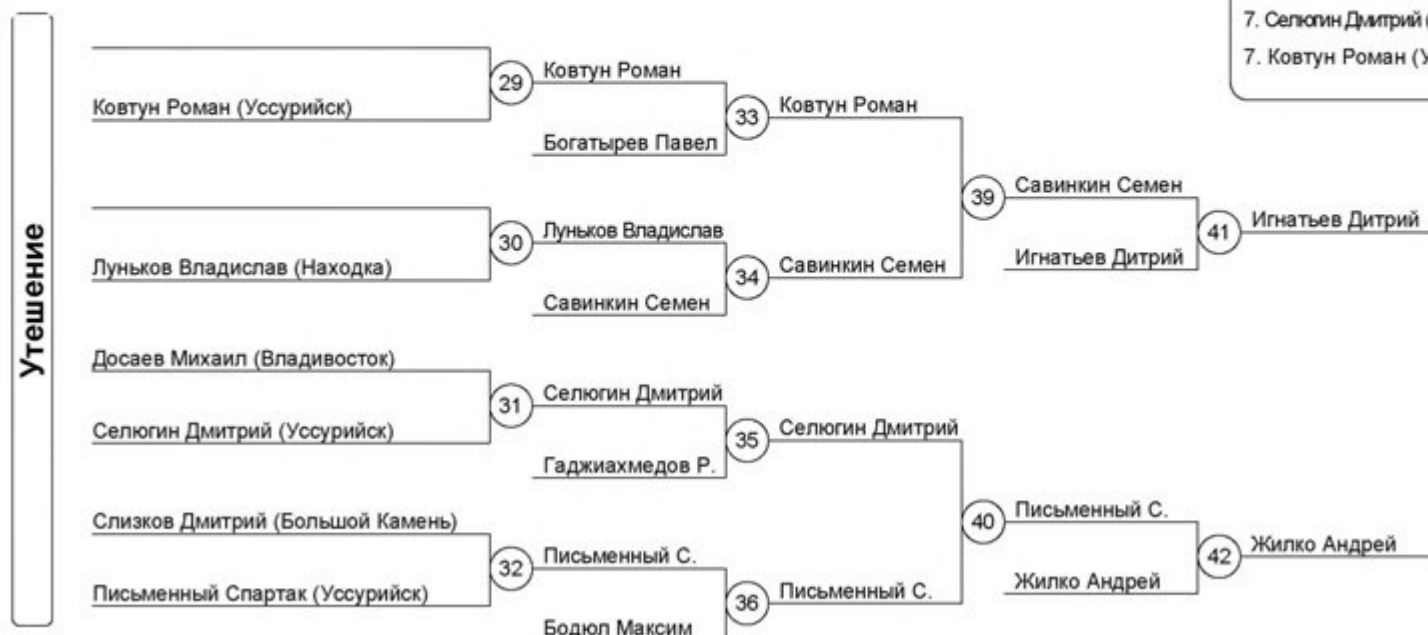 Утешение
7. Селюгин Дмитрий
7. Ковтун Роман
Ковтун Роман (Уссурийск)
29
Ковтун Роман
Богатырев Павел
33
Ковтун Роман
Луньков Владислав (Находка)
30
Луньков Владислав
Савинкин Семен
34
Савинкин Семен
39
Савинкин Семен
Игнатьев Дитрий
41
Игнатьев Дитрий
Досаев Михаил (Владивосток)
Селюгин Дмитрий (Уссурийск)
31
Селюгин Дмитрий
Гаджиахмедов Р.
35
Селюгин Дмитрий
Слизков Дмитрий (Большой Камень)
Письменный Спартак (Уссурийск)
32
Письменный С.
Бодюл Максим
36
Письменный С.
40
Письменный С.
Жилко Андрей
42
Жилко Андрей